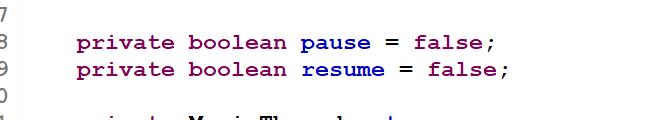 7
8 private boolean pause = false;
9 private boolean resume = false;
0